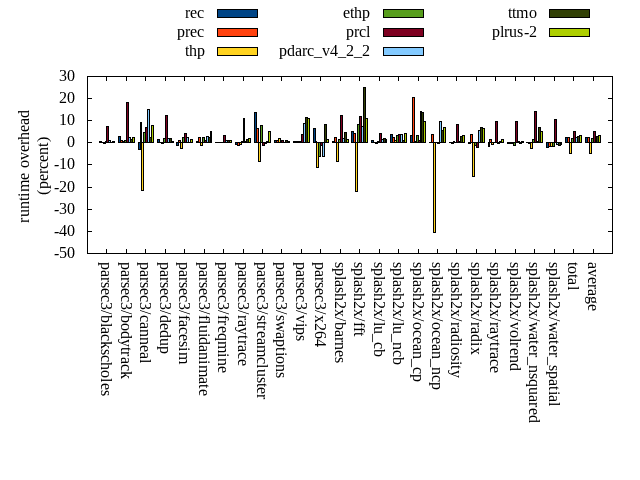 rec ethp ttmo
prec prcl plrus-2
thp pdarc_v4_2_2
runtime overhead
(percent)
30
20
10
0
-10
-20
-30
-40
-50
parsec3/blackscholes
parsec3/bodytrack
parsec3/canneal
parsec3/dedup
parsec3/facesim
parsec3/fluidanimate
parsec3/freqmine
parsec3/raytrace
parsec3/streamcluster
parsec3/swaptions
parsec3/vips
parsec3/x264
splash2x/barnes
splash2x/fft
splash2x/lu_cb
splash2x/lu_ncb
splash2x/ocean_cp
splash2x/ocean_ncp
splash2x/radiosity
splash2x/radix
splash2x/raytrace
splash2x/volrend
splash2x/water_nsquared
splash2x/water_spatial
total
average